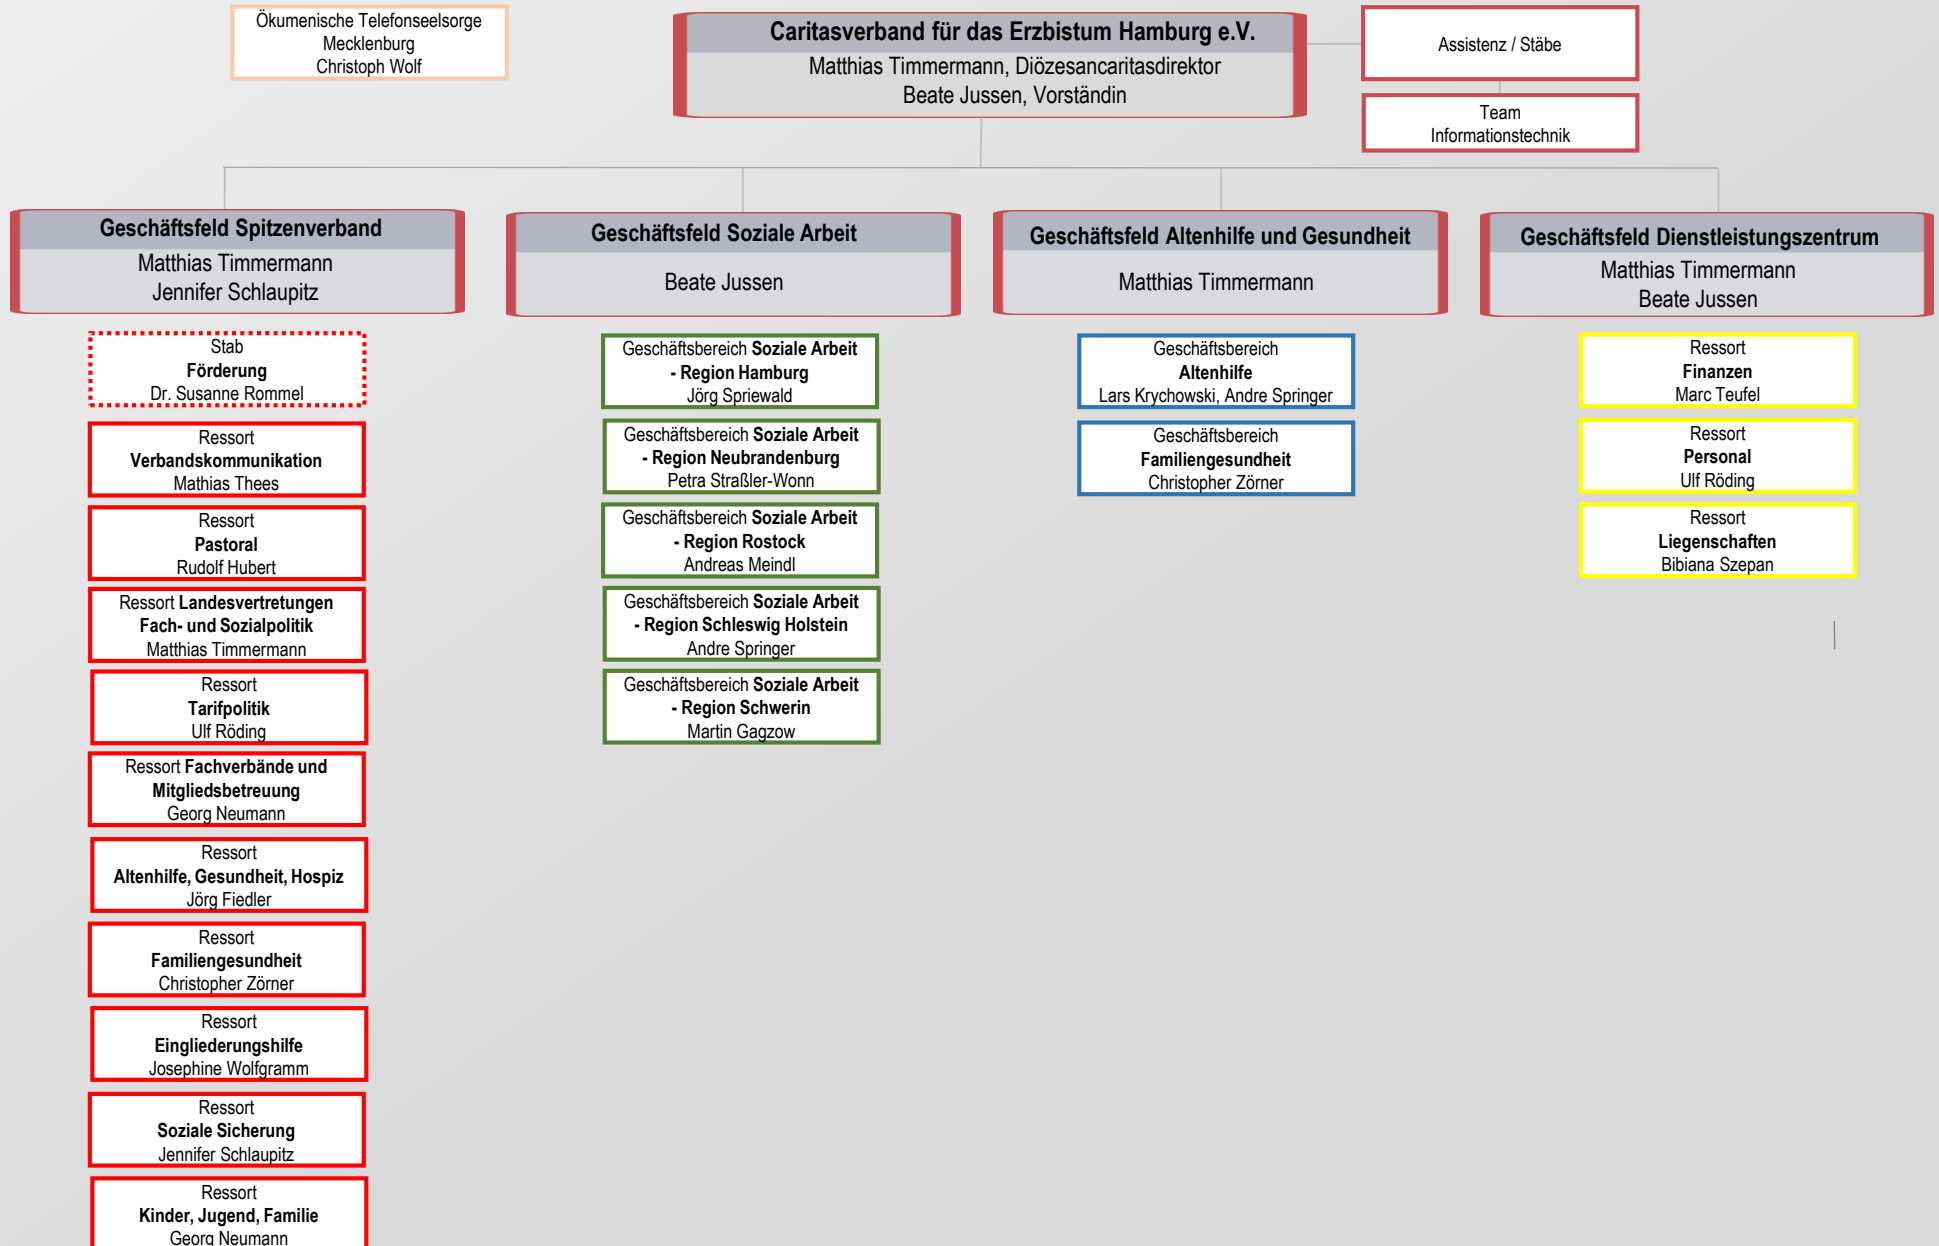 Ökumenische Telefonseelsorge
Mecklenburg
Christoph Wolf
Caritasverband für das Erzbistum Hamburg e.V.
Matthias Timmermann, Diözesancaritasdirektor
Beate Jussen, Vorständin
Assistenz / Stäbe
Team
Informationstechnik
Geschäftsfeld Spitzenverband
Matthias Timmermann
Jennifer Schlaupitz
Stab
Förderung
Dr. Susanne Rommel
Ressort
Verbandskommunikation
Mathias Thees
Ressort
Pastoral
Rudolf Hubert
Ressort Landesvertretungen
Fach- und Sozialpolitik
Matthias Timmermann
Ressort
Tarifpolitik
Ulf Röding
Ressort Fachverbände und
Mitgliedsbetreuung
Georg Neumann
Ressort
Altenhilfe, Gesundheit, Hospiz
Jörg Fiedler
Ressort
Familiengesundheit
Christopher Zörner
Ressort
Eingliederungshilfe
Josephine Wolfgramm
Ressort
Soziale Sicherung
Jennifer Schlaupitz
Ressort
Kinder, Jugend, Familie
Georg Neumann
Geschäftsfeld Soziale Arbeit
Beate Jussen
Geschäftsbereich Soziale Arbeit
- Region Hamburg
Jörg Spriewald
Geschäftsbereich Soziale Arbeit
- Region Neubrandenburg
Petra Straßler-Wonn
Geschäftsbereich Soziale Arbeit
- Region Rostock
Andreas Meindl
Geschäftsbereich Soziale Arbeit
- Region Schleswig Holstein
Andre Springer
Geschäftsbereich Soziale Arbeit
- Region Schwerin
Martin Gagzow
Geschäftsfeld Altenhilfe und Gesundheit
Matthias Timmermann
Geschäftsbereich
Altenhilfe
Lars Krychowski, Andre Springer
Geschäftsbereich
Familiengesundheit
Christopher Zörner
Geschäftsfeld Dienstleistungszentrum
Matthias Timmermann
Beate Jussen
Ressort
Finanzen
Marc Teufel
Ressort
Personal
Ulf Röding
Ressort
Liegenschaften
Bibiana Szepan